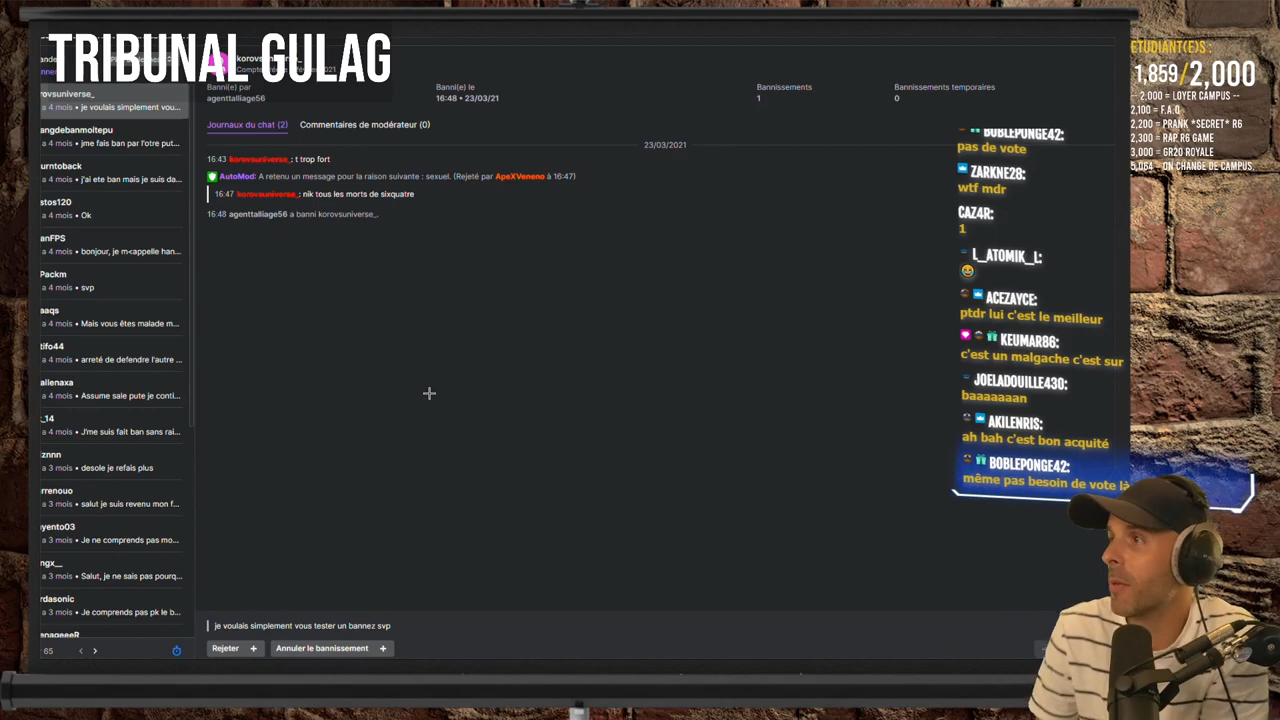 TRIBUNAL GULAG
Banni(e) par
agenttalliage56
Banni(e) le
16:48 • 23/03/21
Bannissements
1
Bannissements temporaires
0
Journaux du chat (2)
Commentaires de modérateur (0)
23/03/2021
16:43 korovsuniverse_: t trop fort
AutoMod: A retenu un message pour la raison suivante : sexuel. (Rejeté par ApeXVeneno à 16:47)
16:47 korovsuniverse_: nik tous les morts de sixquatre
16:48 agenttalliage56 a banni korovsuniverse_.
rovsuniverse_
a 4 mois • je voulais simplement vou...
angdebanmoitepu
a 4 mois • jme fais ban par l'otre put...
urntoback
a 4 mois • j'ai ete ban mais je suis da...
stos120
a 4 mois • Ok
anFPS
a 4 mois • bonjour, je m<appelle han...
Packm
a 4 mois • svp
aaqs
a 4 mois • Mais vous êtes malade m...
tifo44
a 4 mois • arreté de defendre l'autre ...
allenaxa
a 4 mois • Assume sale pute je conti...
_14
a 4 mois • J'me suis fait ban sans rai...
iznnn
a 3 mois • desole je refais plus
rrenouo
a 3 mois • salut je suis revenu mon f...
yento03
a 3 mois • Je ne comprends pas mo...
ngx__
a 3 mois • Salut, je ne sais pas pourq...
rdasonic
a 3 mois • Je comprends pas pk le b...
enageeeR
65
je voulais simplement vous tester un bannez svp
Rejeter +
Annuler le bannissement +
BOBLEPONGE42:
pas de vote
ZARKNE28:
wtf mdr
CAZ4R:
1
L_ATOMIK_L:
ACEZAYCE:
ptdr lui c'est le meilleur
KEUMAR86:
c'est un malgache c'est sur
JOELADOUILLE430:
baaaaaaan
AKILENRIS:
ah bah c'est bon acquité
BOBLEPONGE42:
même pas besoin de vote là
ETUDIANT(E)S :
1,859/2,000
-- 2,000 = LOYER CAMPUS --
2,100 = F.A.Q
2,200 = PRANK *SECRET* R6
2,300 = RAP R6 GAME
3,000 = GR20 ROYALE
5,064 = ON CHANGE DE CAMPUS.